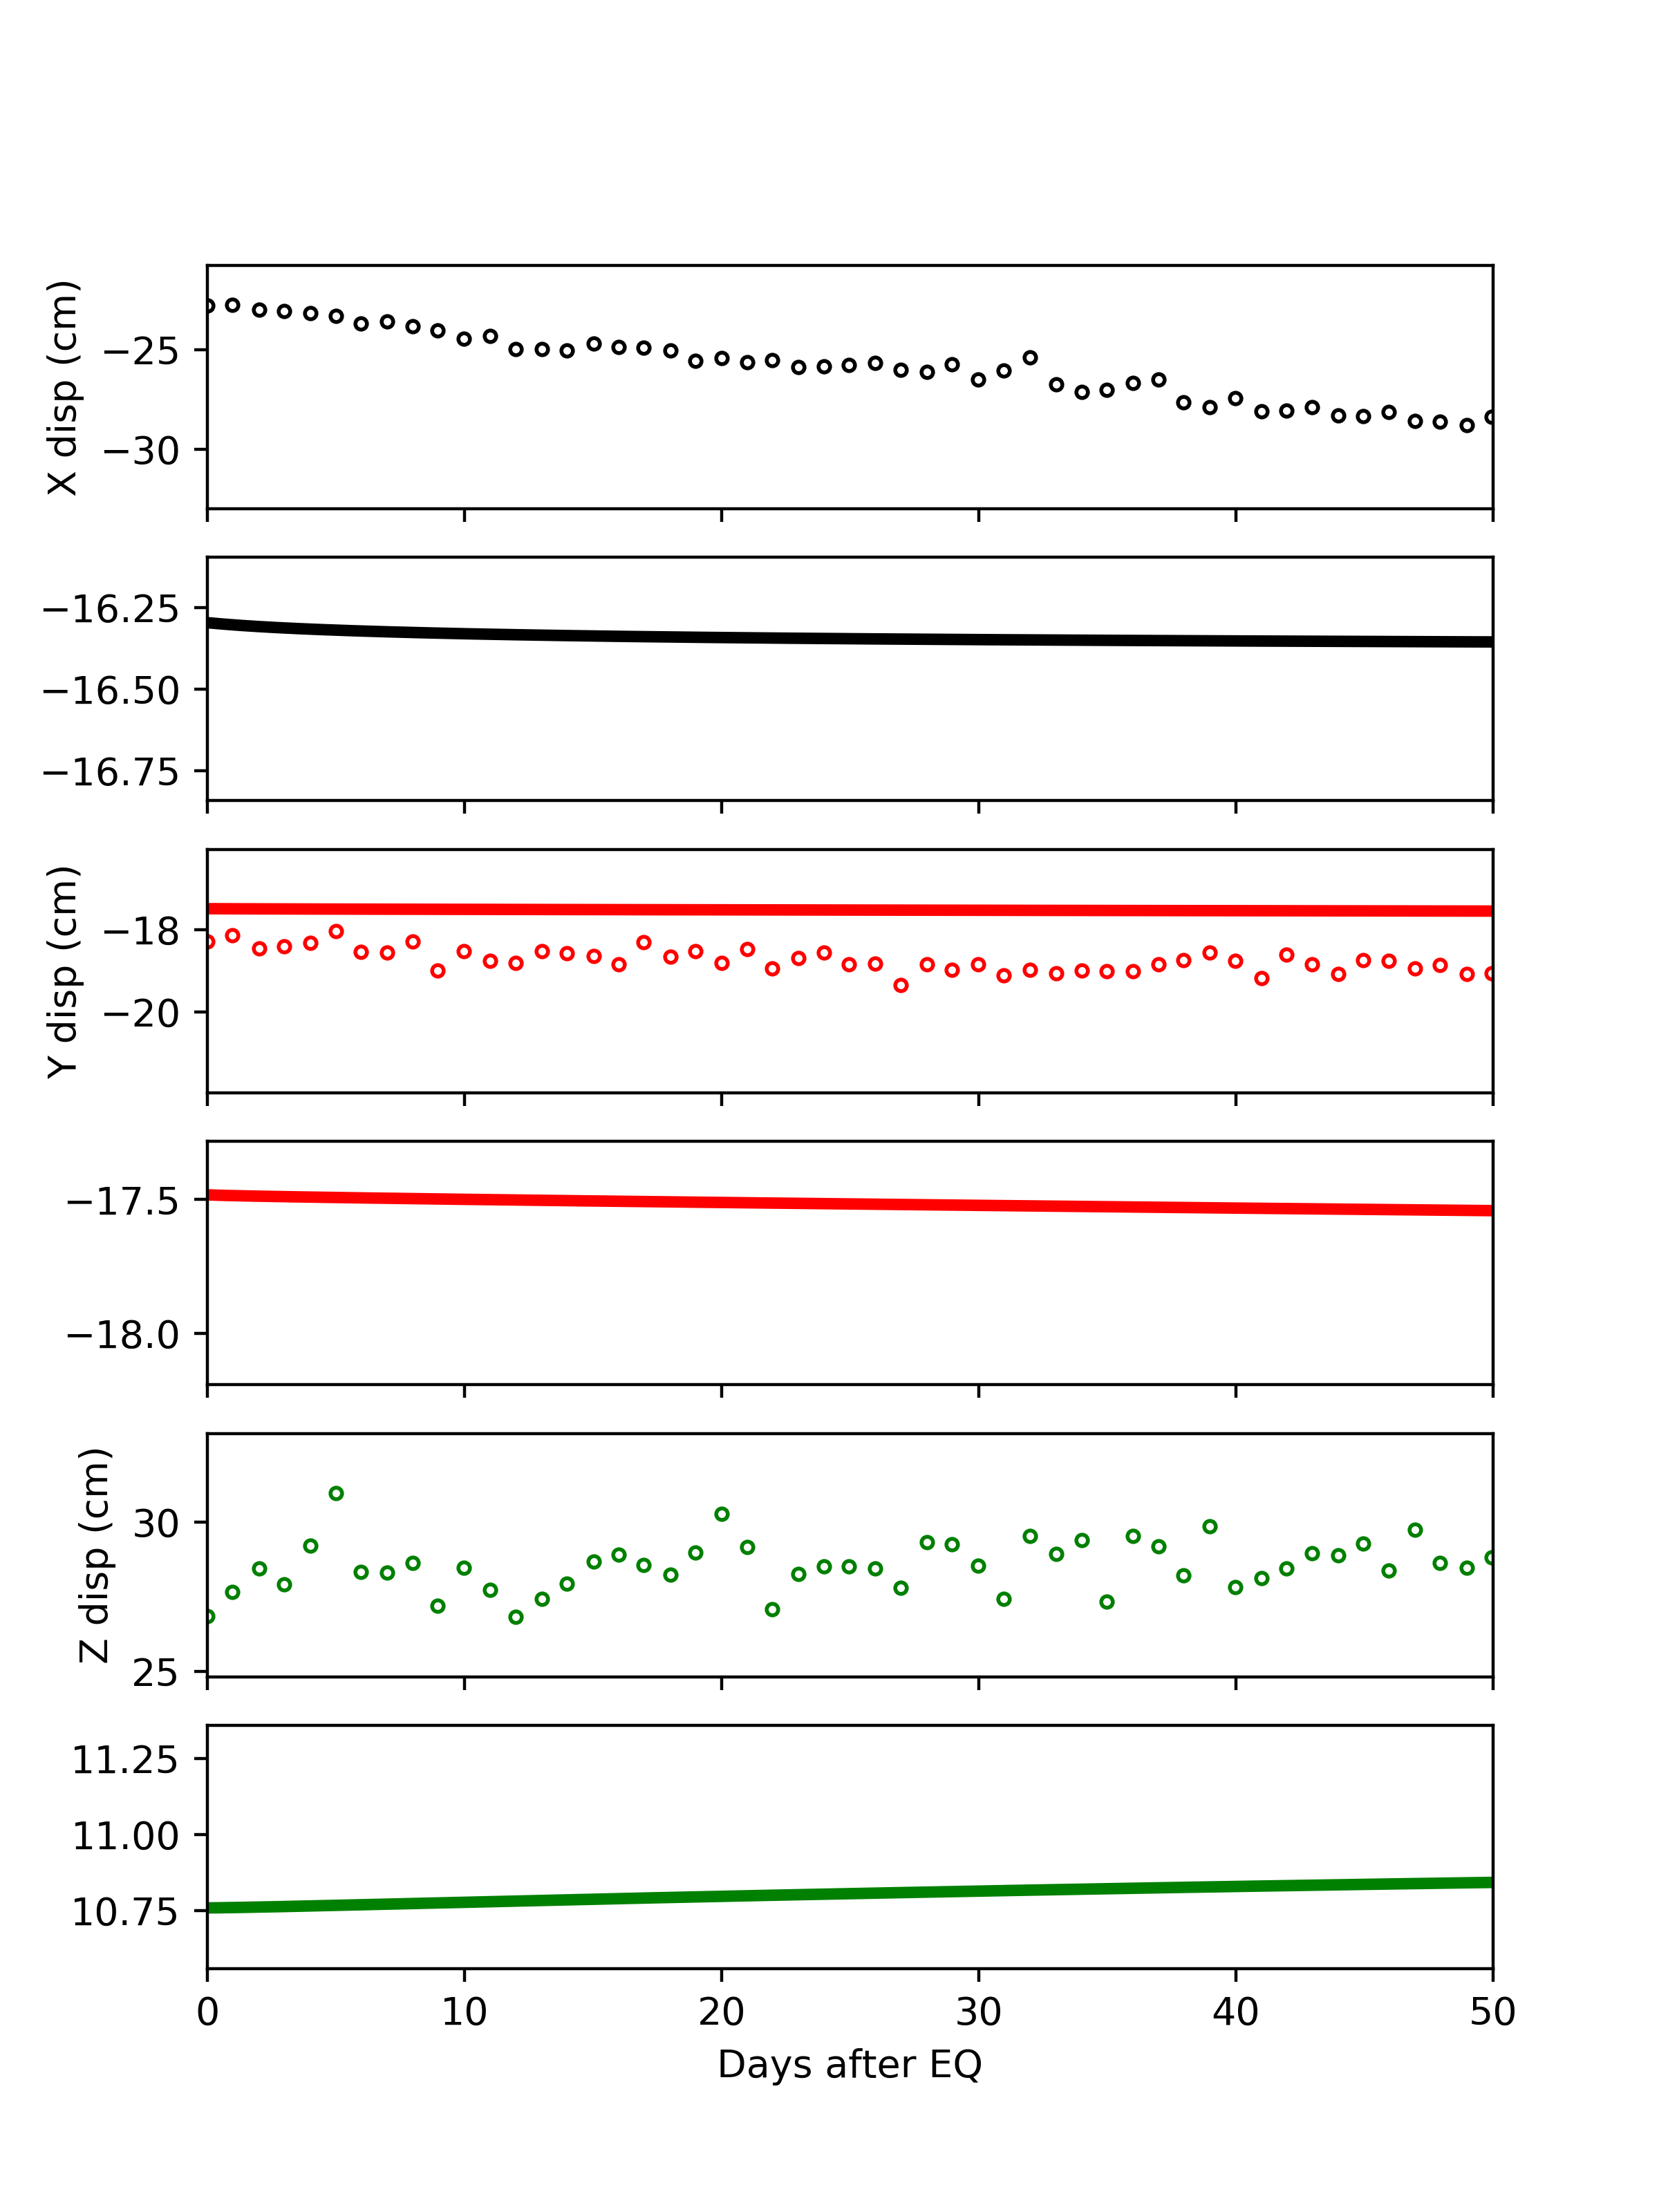 X disp (cm)
−25
−30
−16.25
−16.50
−16.75
Y disp (cm)
−18
−20
−17.5
−18.0
Z disp (cm)
30
25
11.25
11.00
10.75
0 10 20 30 40 50
Days after EQ